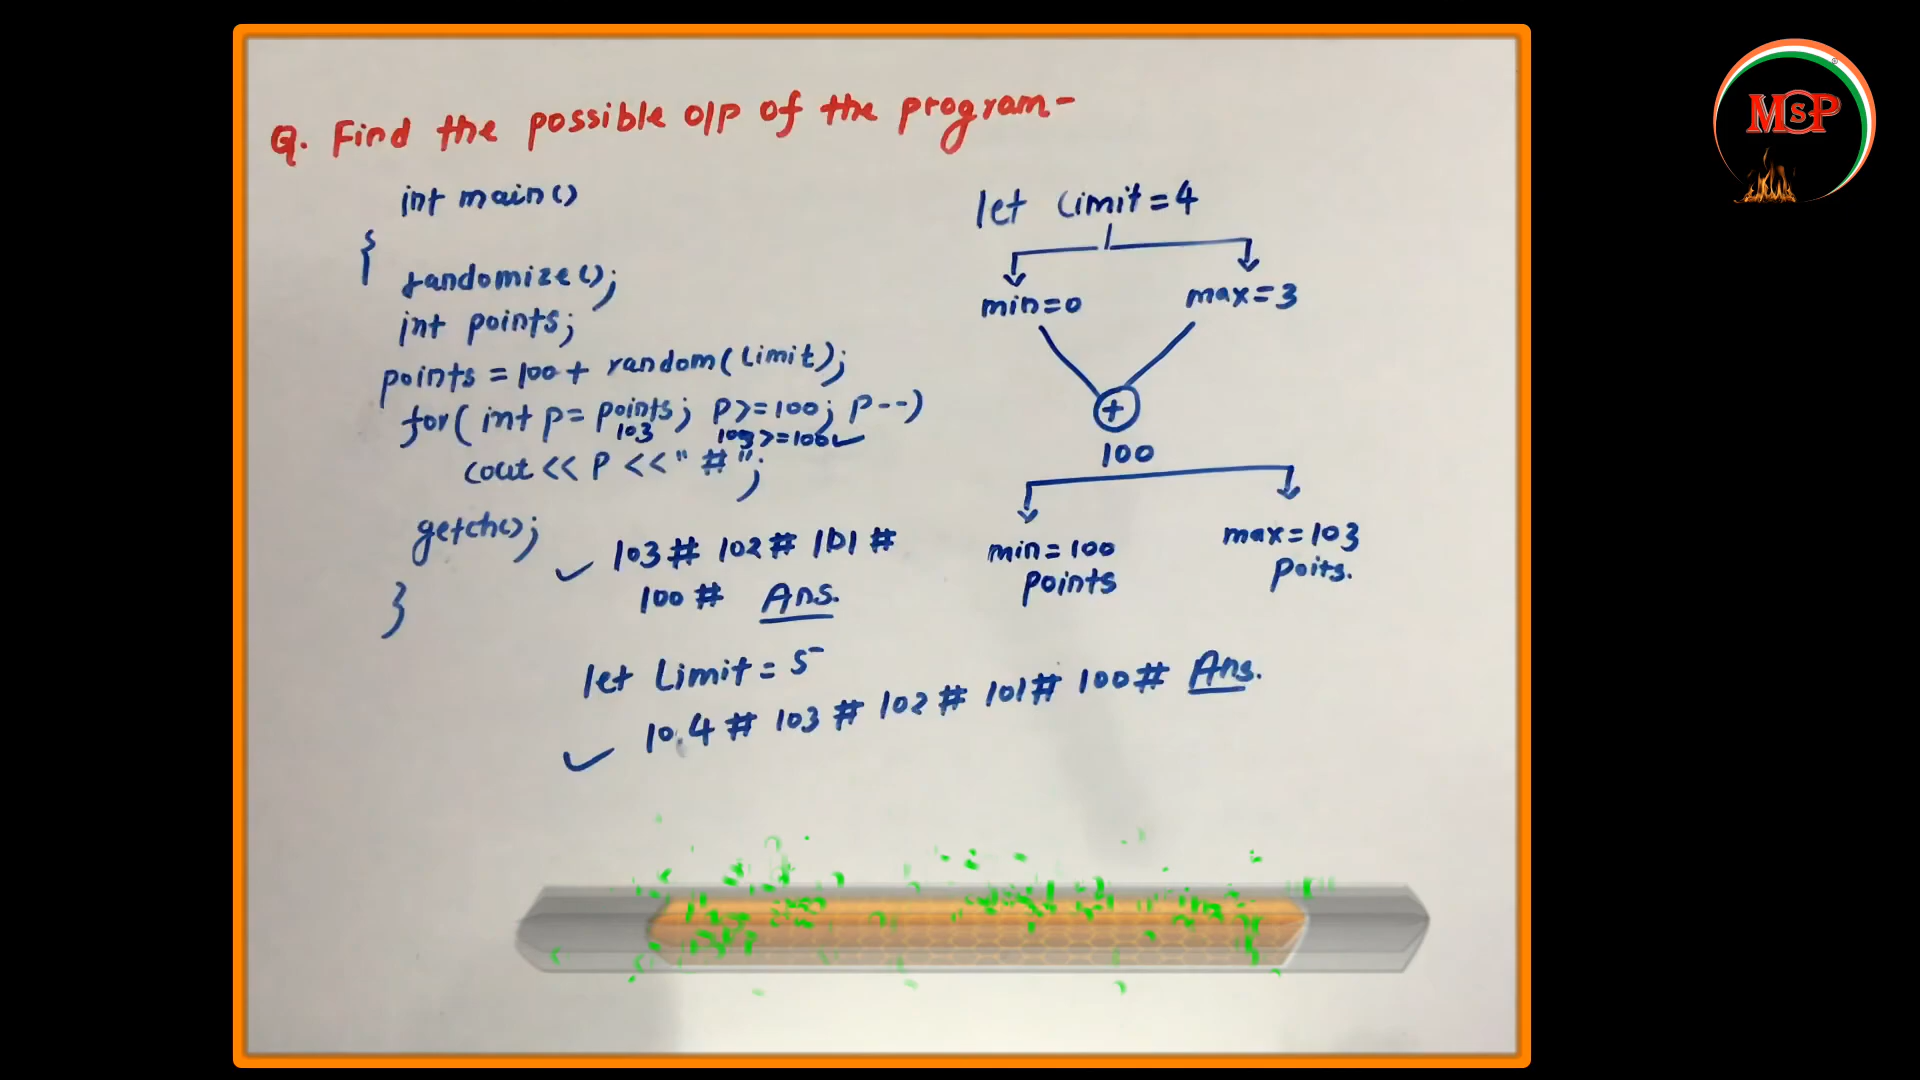 Q. Find the possible o/p of the program-
int main()
{
randomize();
int points;
points = 100 + random(Limit);
for( int p= points; p>=100; p--)
103 103>=100✓
cout << p <<"#";
getch();
}
✓ 103# 102# 101#
100# Ans.
let Limit=4
min=0 max=3
+
100
min=100 max=103
points poits.
let Limit= 5
✓ 10.4# 103# 102# 101# 100# Ans.
MSP